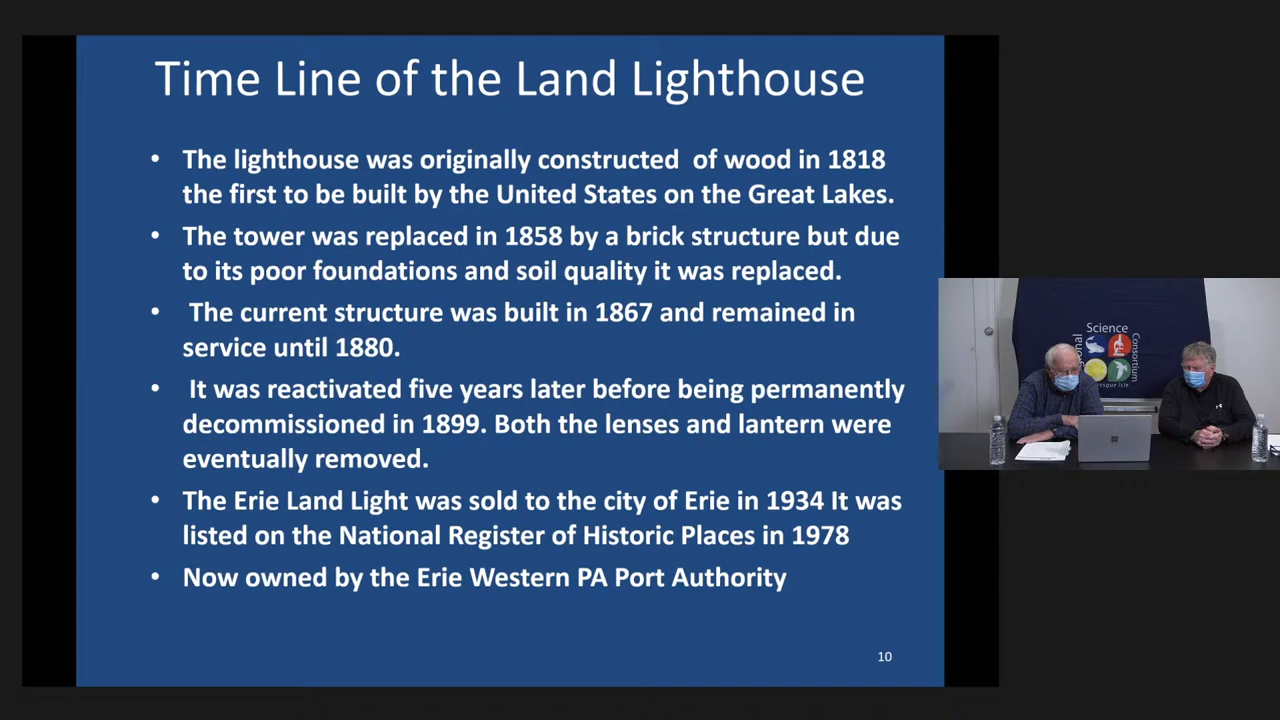 Time Line of the Land Lighthouse
• The lighthouse was originally constructed of wood in 1818
the first to be built by the United States on the Great Lakes.
• The tower was replaced in 1858 by a brick structure but due
to its poor foundations and soil quality it was replaced.
• The current structure was built in 1867 and remained in
service until 1880.
• It was reactivated five years later before being permanently
decommissioned in 1899. Both the lenses and lantern were
eventually removed.
• The Erie Land Light was sold to the city of Erie in 1934 It was
listed on the National Register of Historic Places in 1978
• Now owned by the Erie Western PA Port Authority
10
Science
Consortium